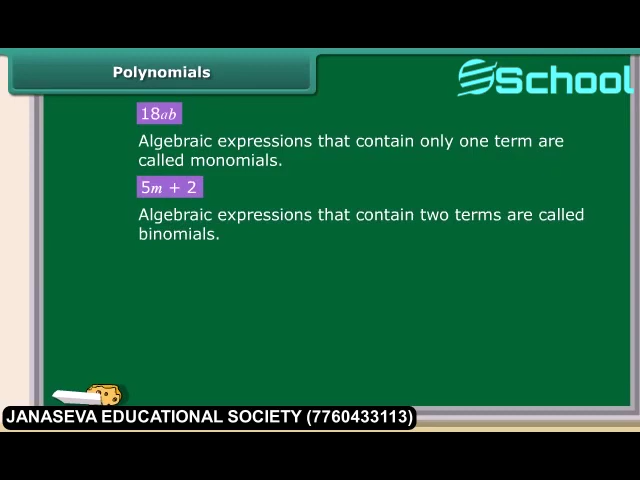 Polynomials
School
18ab
Algebraic expressions that contain only one term are
called monomials.
5m + 2
Algebraic expressions that contain two terms are called
binomials.
JANASEVA EDUCATIONAL SOCIETY (7760433113)